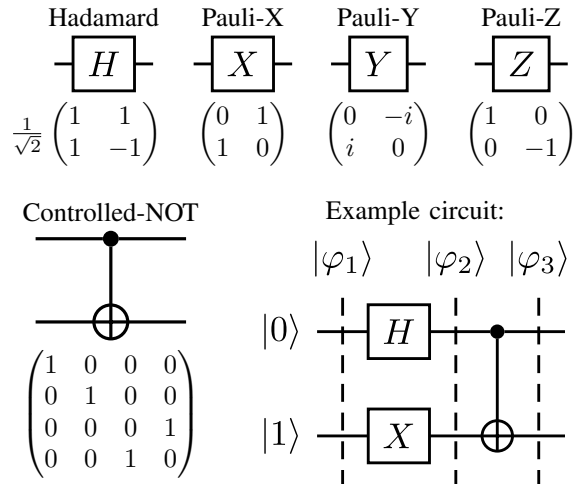 Hadamard Pauli-X Pauli-Y Pauli-Z
H X Y Z
1/√2 (1 1; 1 −1) (0 1; 1 0) (0 −i; i 0) (1 0; 0 −1)
Controlled-NOT Example circuit:
|φ₁⟩ |φ₂⟩ |φ₃⟩
|0⟩ H
1 0 0 0
0 1 0 0
0 0 0 1
0 0 1 0
|1⟩ X